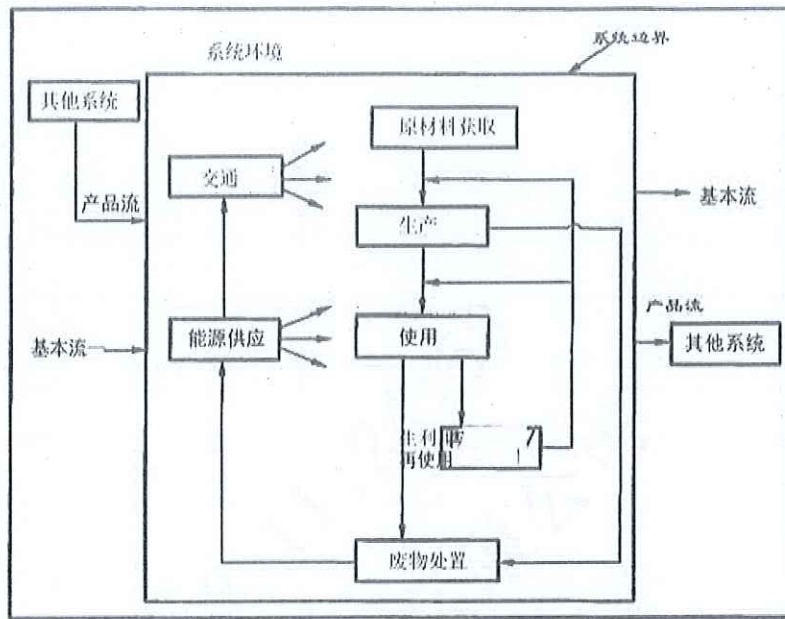 系统环境
系统边界
其他系统
原材料获取
交通
产品流
基本流
生产
产品流
能源供应
使用
基本流
其他系统
生利
再使用
废物处置